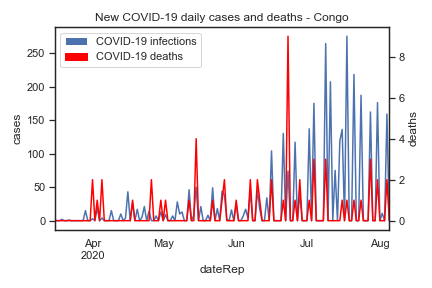 New COVID-19 daily cases and deaths - Congo
COVID-19 infections
COVID-19 deaths
cases
250
200
150
100
50
0
deaths
8
6
4
2
0
Apr
2020
May
Jun
Jul
Aug
dateRep